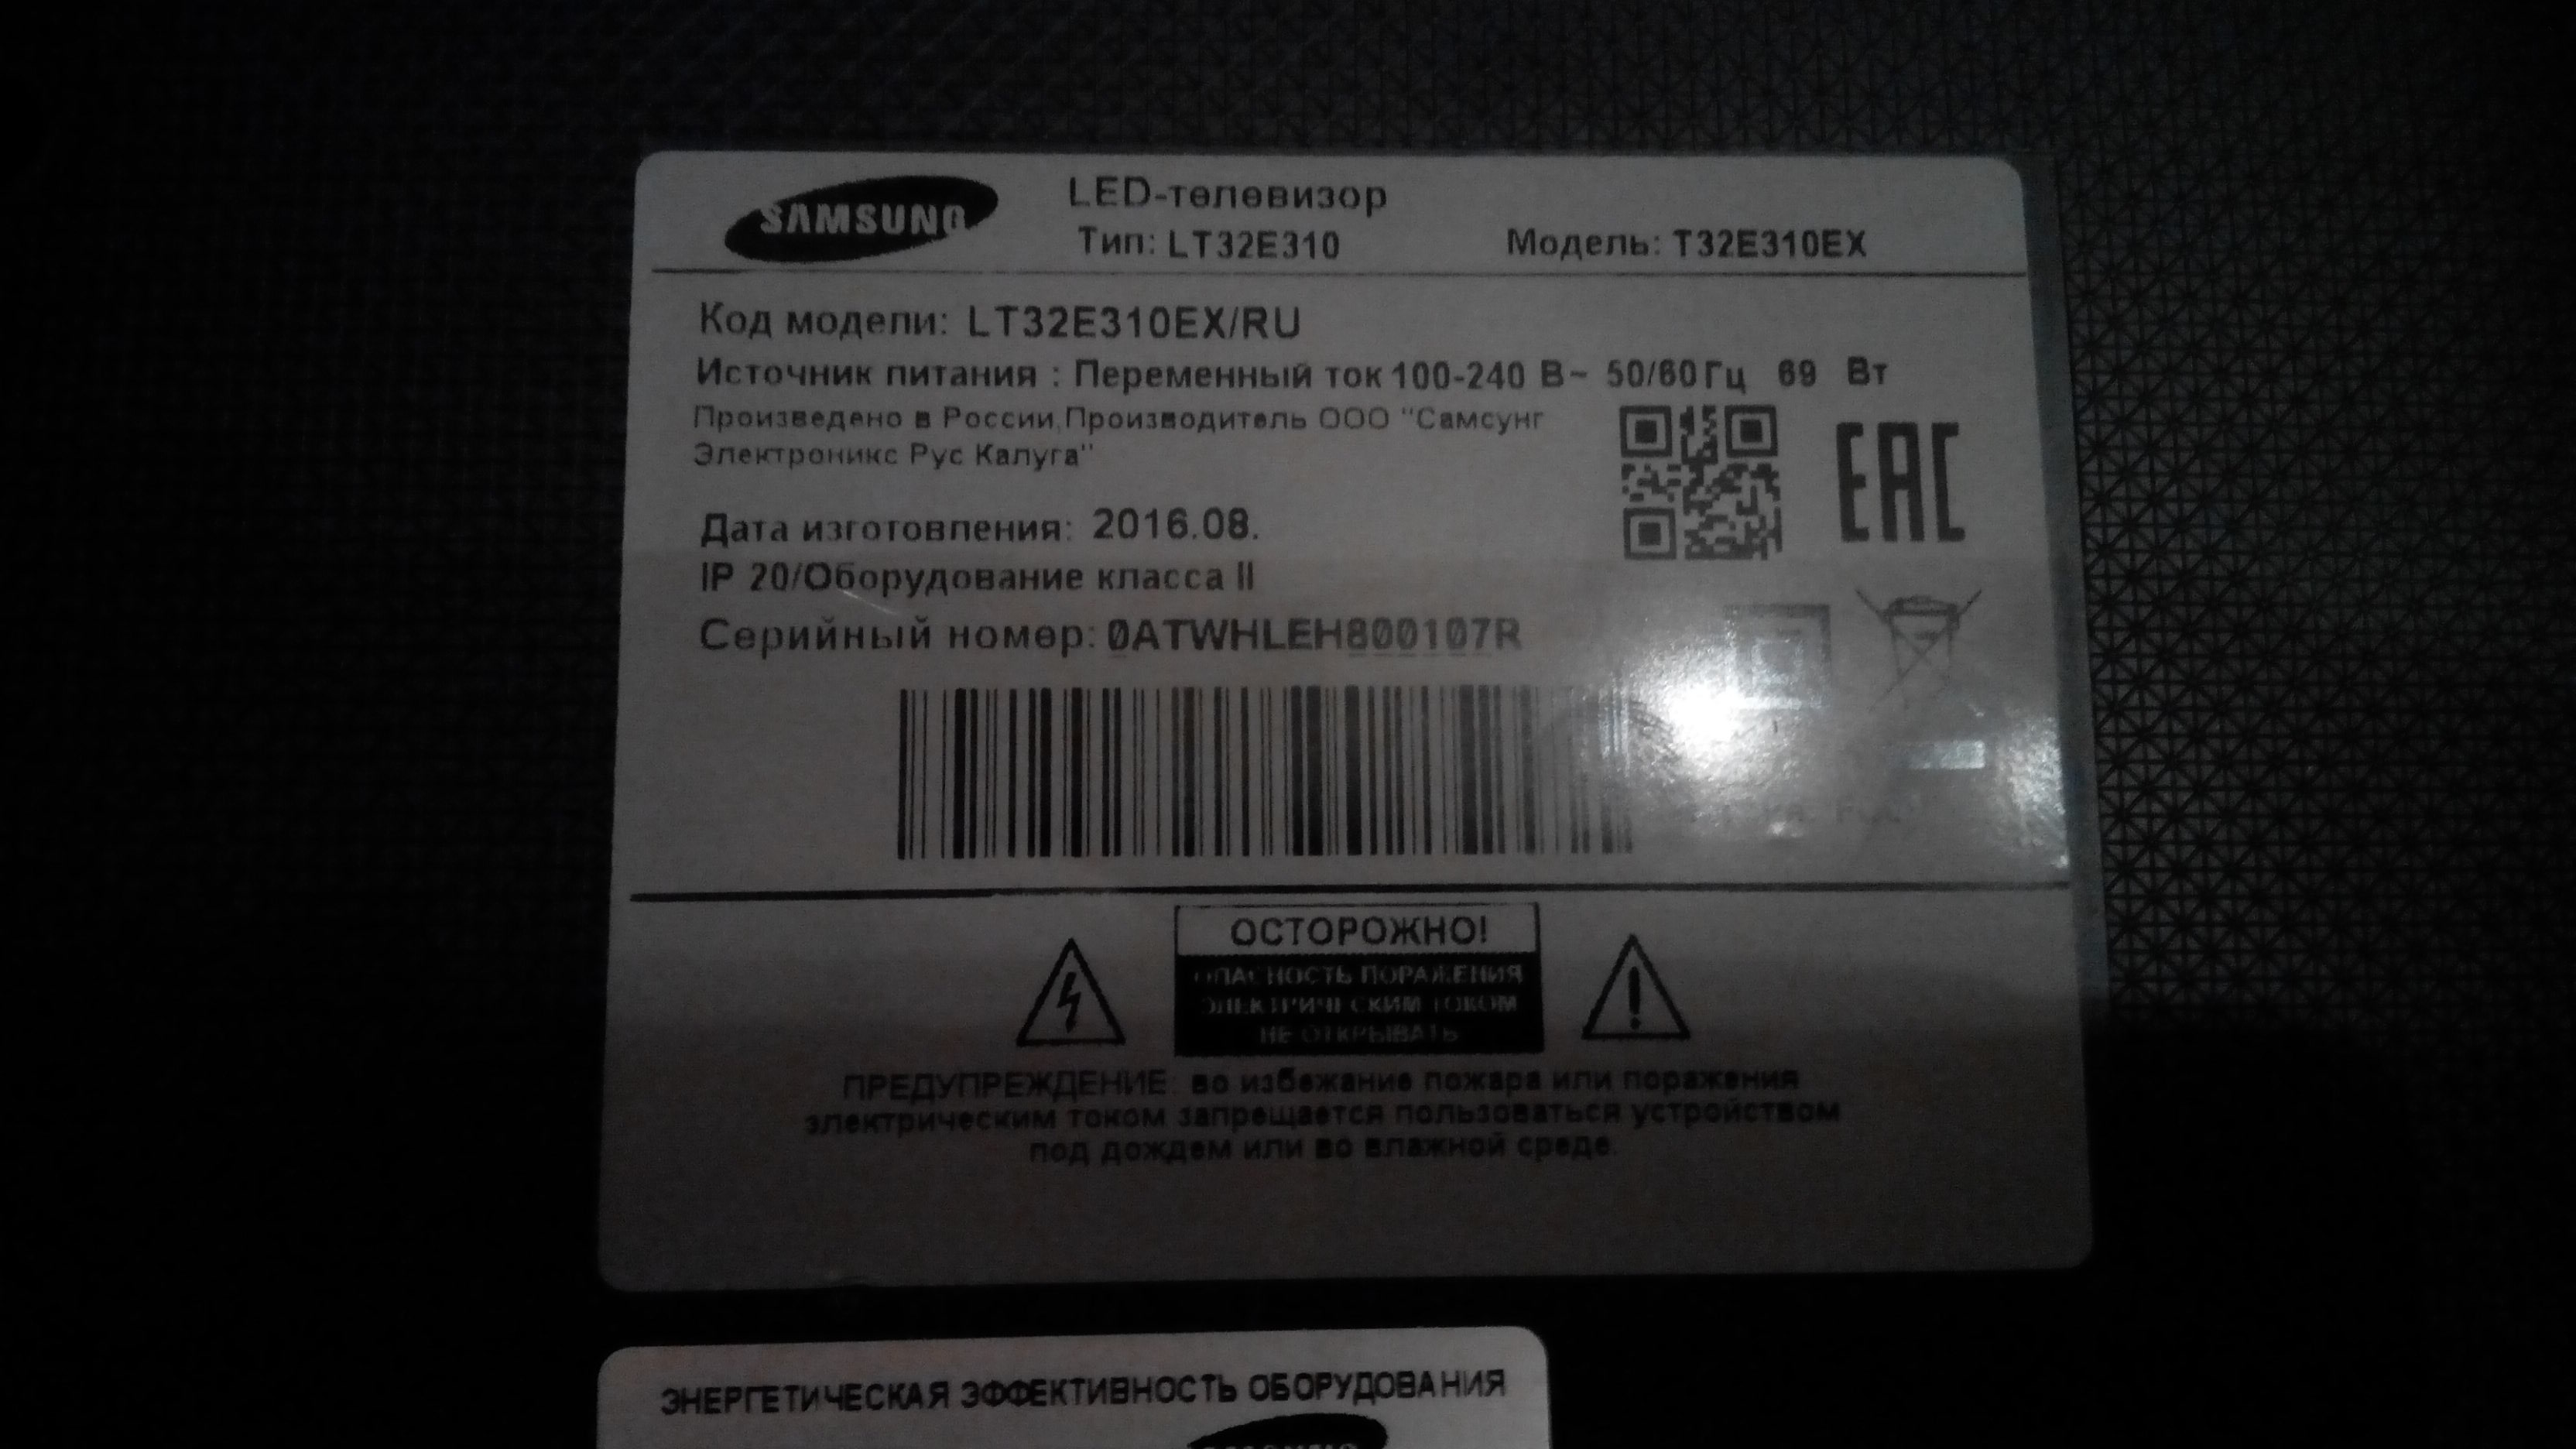 SAMSUNG
LED-телевизор
Тип: LT32E310 Модель: T32E310EX
Код модели: LT32E310EX/RU
Источник питания : Переменный ток 100-240 В~ 50/60 Гц 69 Вт
Произведено в России, Производитель ООО "Самсунг
Электроникс Рус Калуга"
EAC
Дата изготовления: 2016.08.
IP 20/Оборудование класса II
Серийный номер: 0ATWHLEH800107R
ОСТОРОЖНО!
ОПАСНОСТЬ ПОРАЖЕНИЯ
ЭЛЕКТРИЧЕСКИМ ТОКОМ
НЕ ОТКРЫВАТЬ
ПРЕДУПРЕЖДЕНИЕ: во избежание пожара или поражения
электрическим током запрещается пользоваться устройством
под дождем или во влажной среде.
ЭНЕРГЕТИЧЕСКАЯ ЭФФЕКТИВНОСТЬ ОБОРУДОВАНИЯ
SAMSUNG